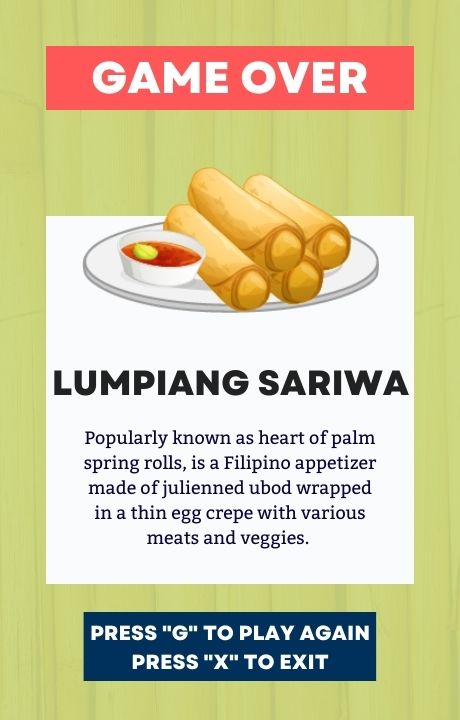 GAME OVER
LUMPIANG SARIWA
Popularly known as heart of palm
spring rolls, is a Filipino appetizer
made of julienned ubod wrapped
in a thin egg crepe with various
meats and veggies.
PRESS "G" TO PLAY AGAIN
PRESS "X" TO EXIT